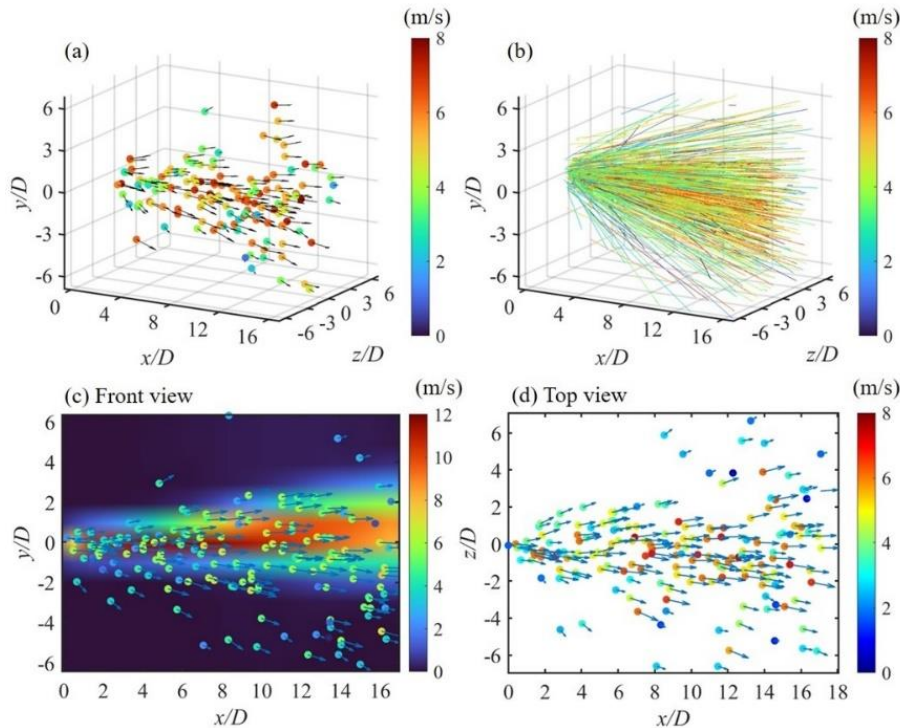 (m/s) (m/s)
(a) (b)
8 8
6 6
4 4
2 2
0 0
y/D y/D
6 3 0 -3 -6
6 3 0 -3 -6
0 4 8 12 16
0 4 8 12 16
-6 -3 0 3 6
-6 -3 0 3 6
x/D z/D x/D z/D
(c) Front view (m/s) (d) Top view (m/s)
12 10 8 6 4 2 0
8 6 4 2 0
y/D z/D
6 4 2 0 -2 -4 -6
6 4 2 0 -2 -4 -6
0 2 4 6 8 10 12 14 16
0 2 4 6 8 10 12 14 16 18
x/D x/D